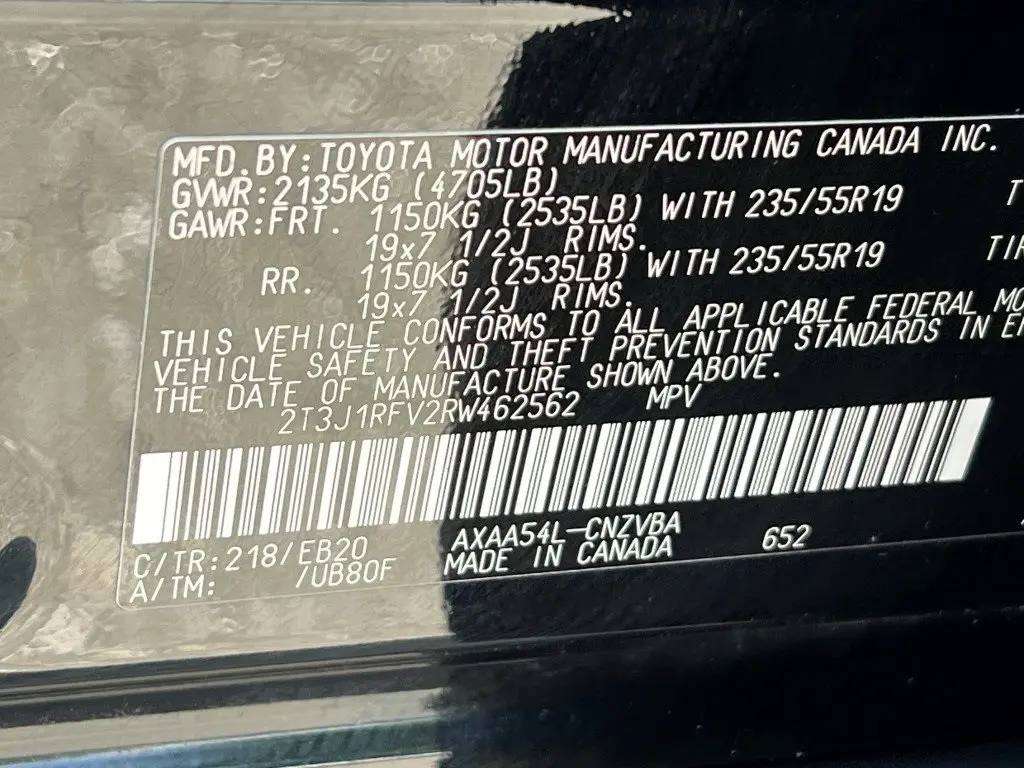 MFD.BY:TOYOTA MOTOR MANUFACTURING CANADA INC.
GVWR:2135KG (4705LB)
GAWR:FRT. 1150KG (2535LB) WITH 235/55R19
19x7 1/2J RIMS.
RR. 1150KG (2535LB) WITH 235/55R19
19x7 1/2J RIMS.
THIS VEHICLE CONFORMS TO ALL APPLICABLE FEDERAL
VEHICLE SAFETY AND THEFT PREVENTION STANDARDS IN
THE DATE OF MANUFACTURE SHOWN ABOVE.
2T3J1RFV2RW462562 MPV
AXAA54L-CNZVBA 652
C/TR:218/EB20 MADE IN CANADA
A/TM: /UB80F